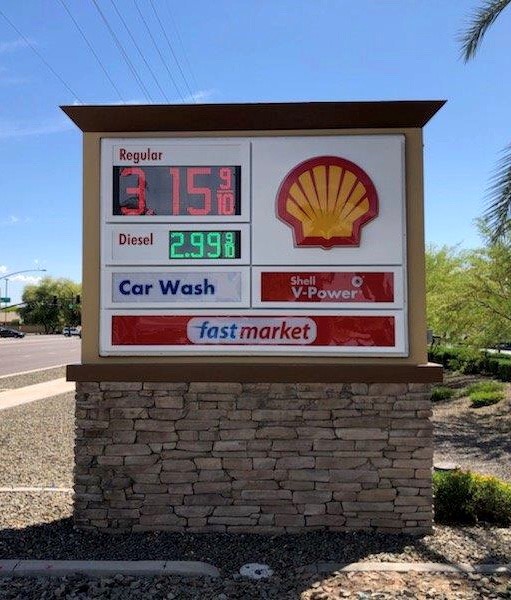 Regular
3.15 9/10
Diesel
2.99 9/10
Car Wash
Shell
V-Power
fastmarket